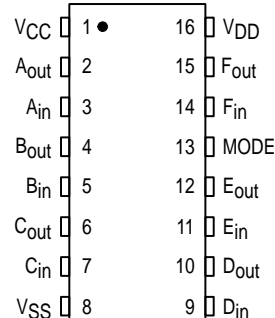 VCC 1 16 VDD
Aout 2 15 Fout
Ain 3 14 Fin
Bout 4 13 MODE
Bin 5 12 Eout
Cout 6 11 Ein
Cin 7 10 Dout
VSS 8 9 Din